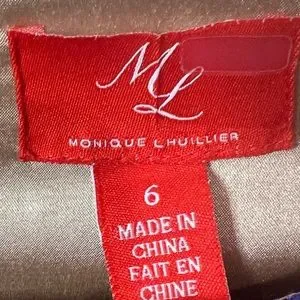 ML
MONIQUE LHUILLIER
6
MADE IN
CHINA
FAIT EN
CHINE